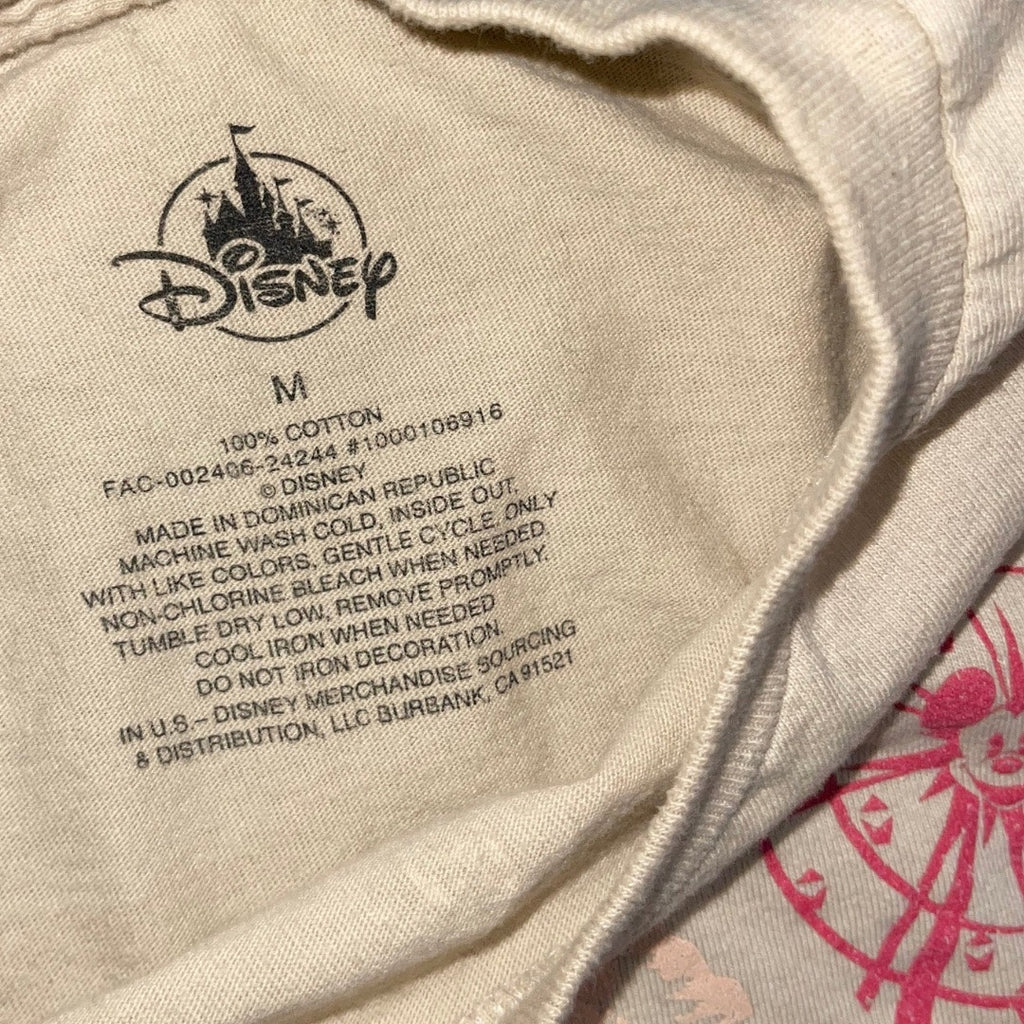 Disney
M
100% COTTON
FAC-002406-24244 #1000106916
© DISNEY
MADE IN DOMINICAN REPUBLIC
MACHINE WASH COLD, INSIDE OUT,
WITH LIKE COLORS, GENTLE CYCLE. ONLY
NON-CHLORINE BLEACH WHEN NEEDED.
TUMBLE DRY LOW, REMOVE PROMPTLY.
COOL IRON WHEN NEEDED
DO NOT IRON DECORATION.
IN U.S. – DISNEY MERCHANDISE SOURCING
& DISTRIBUTION, LLC BURBANK, CA 91521